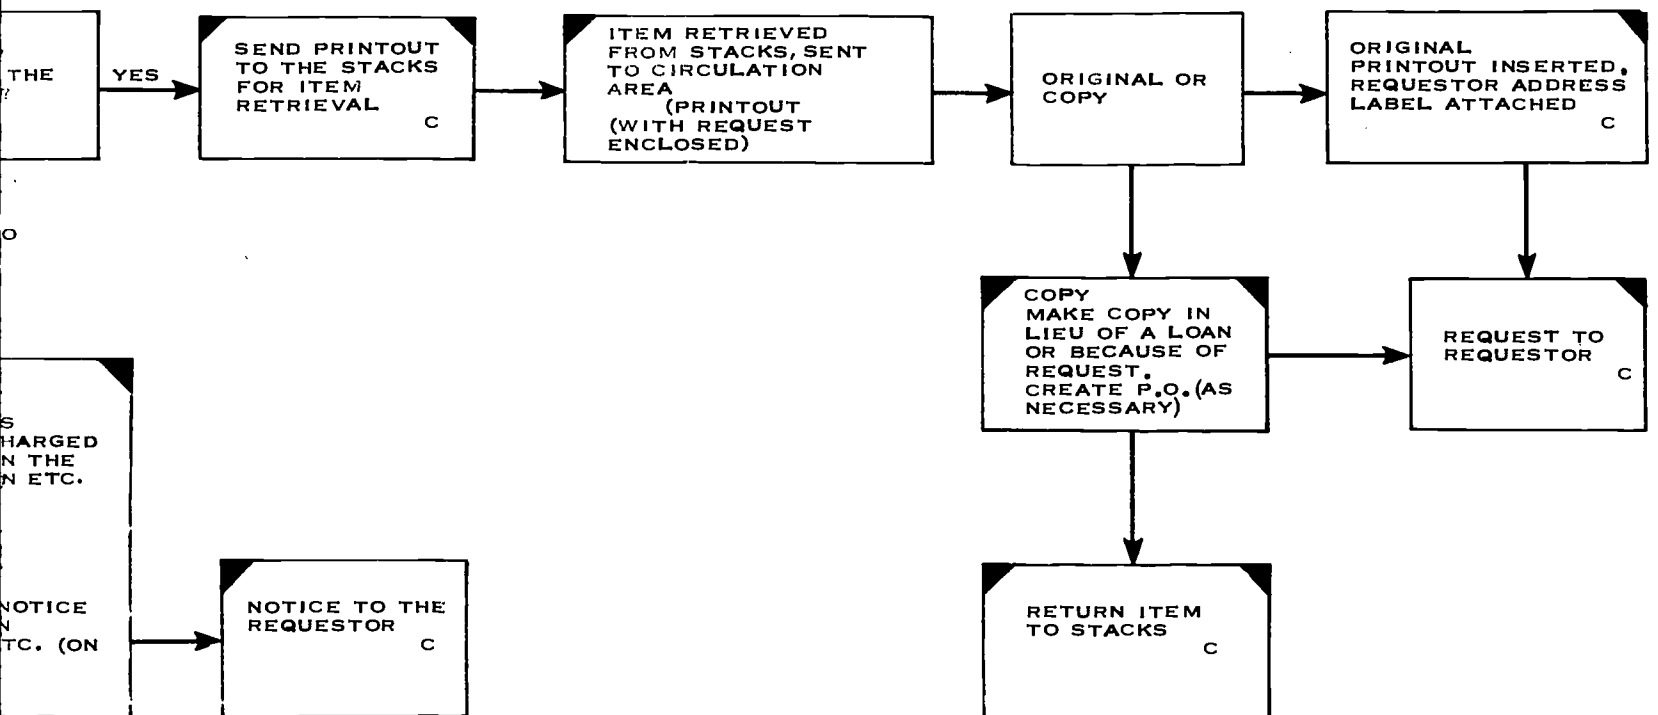 THE
YES
SEND PRINTOUT
TO THE STACKS
FOR ITEM
RETRIEVAL
C
ITEM RETRIEVED
FROM STACKS, SENT
TO CIRCULATION
AREA
(PRINTOUT
(WITH REQUEST
ENCLOSED)
ORIGINAL OR
COPY
ORIGINAL
PRINTOUT INSERTED.
REQUESTOR ADDRESS
LABEL ATTACHED
C
O
COPY
MAKE COPY IN
LIEU OF A LOAN
OR BECAUSE OF
REQUEST.
CREATE P.O. (AS
NECESSARY)
REQUEST TO
REQUESTOR
C
S
HARGED
N THE
N ETC.
NOTICE
N
TC. (ON
NOTICE TO THE
REQUESTOR
C
RETURN ITEM
TO STACKS
C